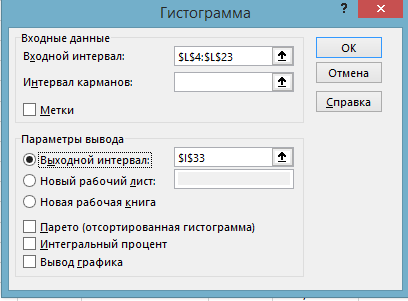 Гистограмма ? ×
Входные данные
Входной интервал: $L$4:$L$23
Интервал карманов:
Метки
ОК
Отмена
Справка
Параметры вывода
Выходной интервал: $I$33
Новый рабочий лист:
Новая рабочая книга
Парето (отсортированная гистограмма)
Интегральный процент
Вывод графика